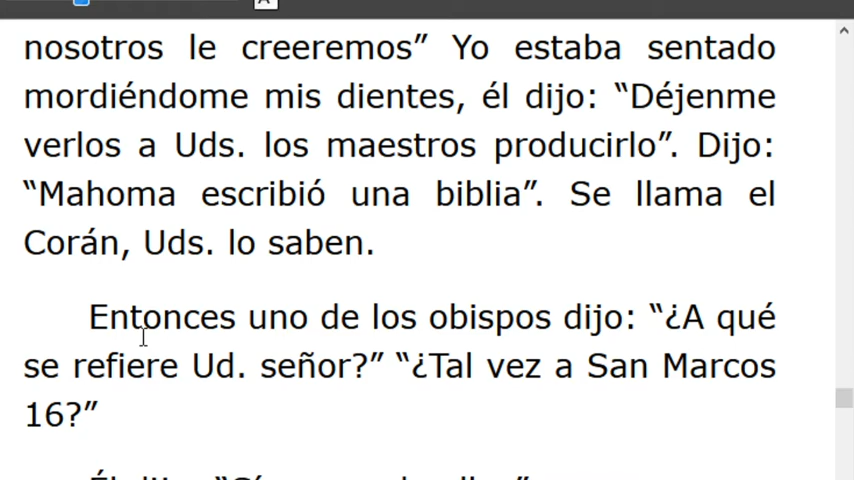 nosotros le creeremos” Yo estaba sentado
mordiéndome mis dientes, él dijo: “Déjenme
verlos a Uds. los maestros producirlo”. Dijo:
“Mahoma escribió una biblia”. Se llama el
Corán, Uds. lo saben.
Entonces uno de los obispos dijo: “¿A qué
se refiere Ud. señor?” “¿Tal vez a San Marcos
16?”